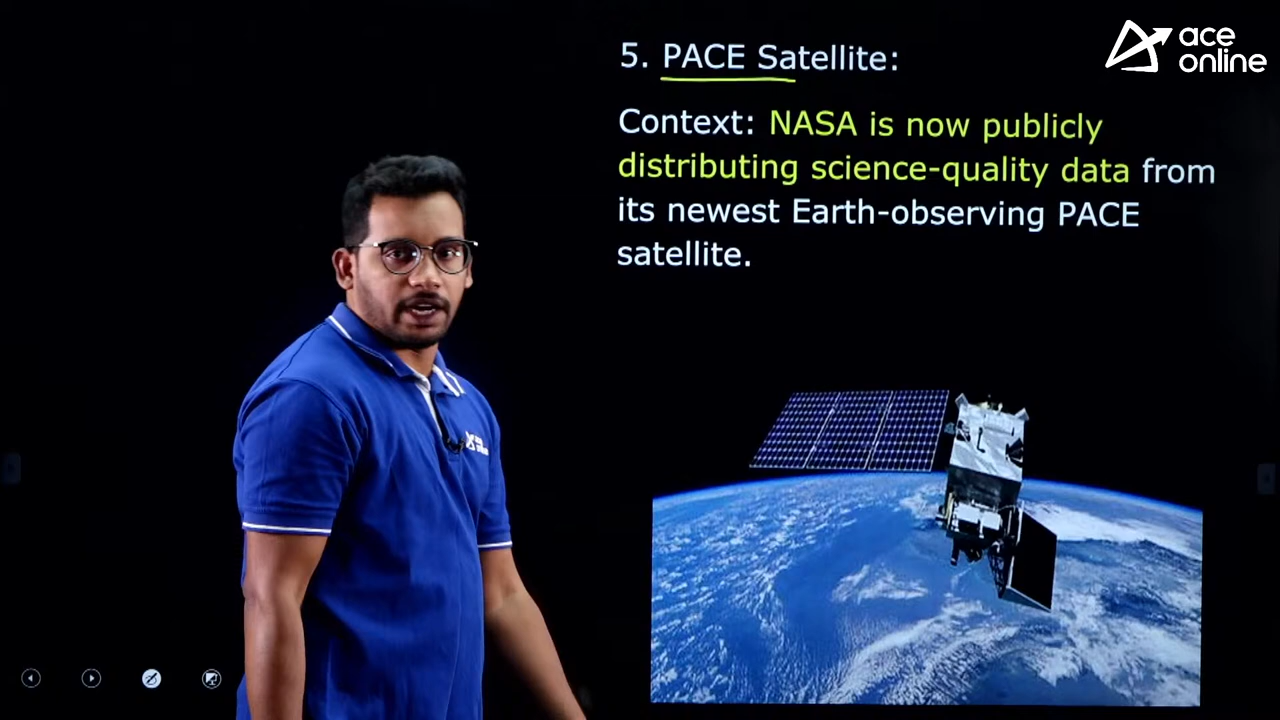 ace
online
5. PACE Satellite:
Context: NASA is now publicly
distributing science-quality data from
its newest Earth-observing PACE
satellite.